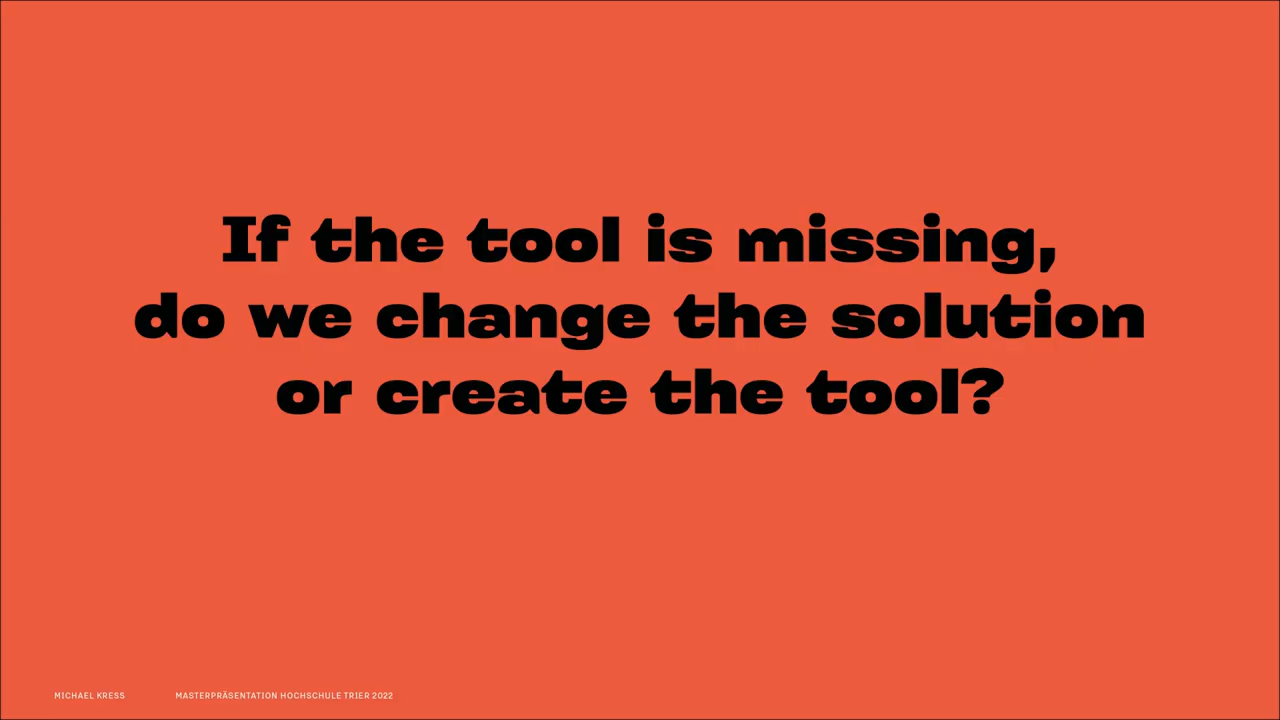 If the tool is missing,
do we change the solution
or create the tool?
MICHAEL KRESS MASTERPRÄSENTATION HOCHSCHULE TRIER 2022